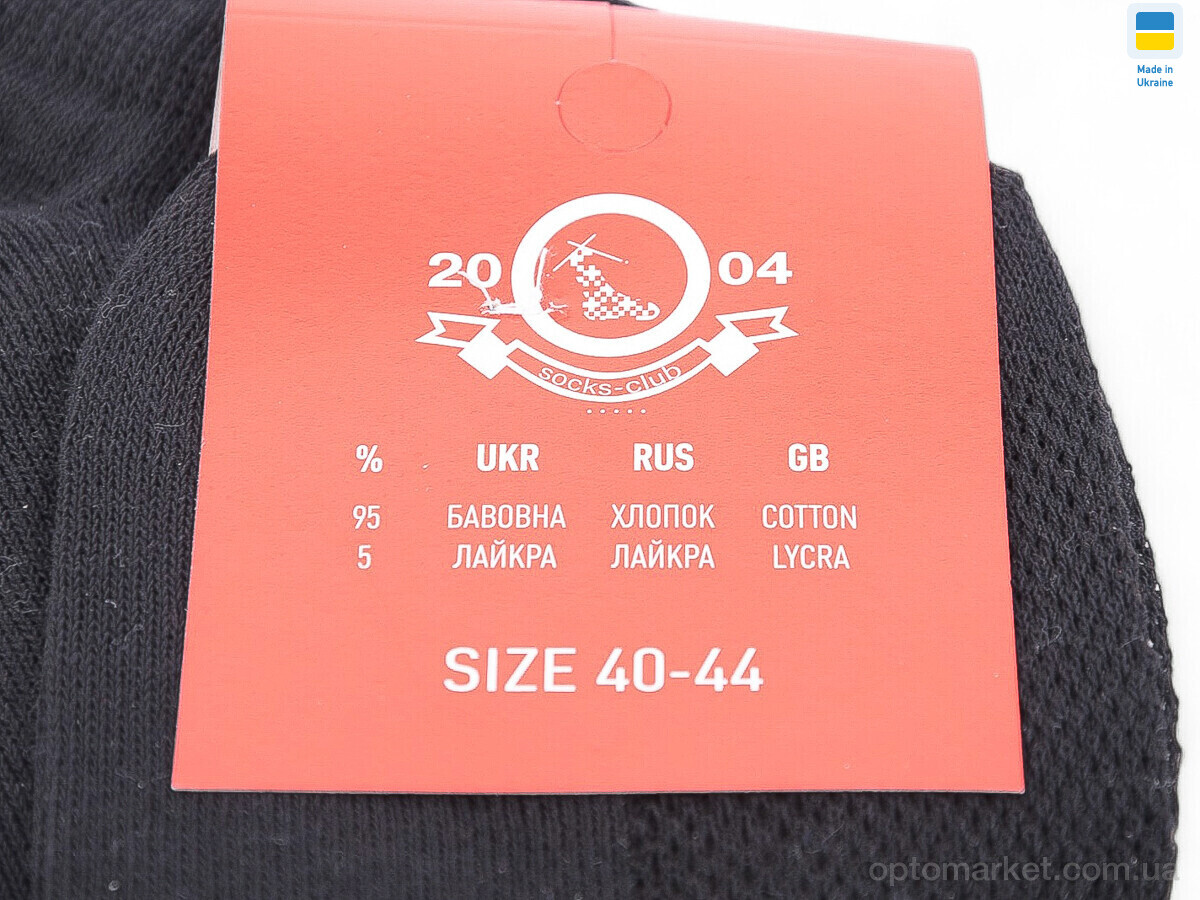 Made in
Ukraine
20 04
socks-club
% UKR RUS GB
95 БАВОВНА ХЛОПОК COTTON
5 ЛАЙКРА ЛАЙКРА LYCRA
SIZE 40-44
optomarket.com.ua